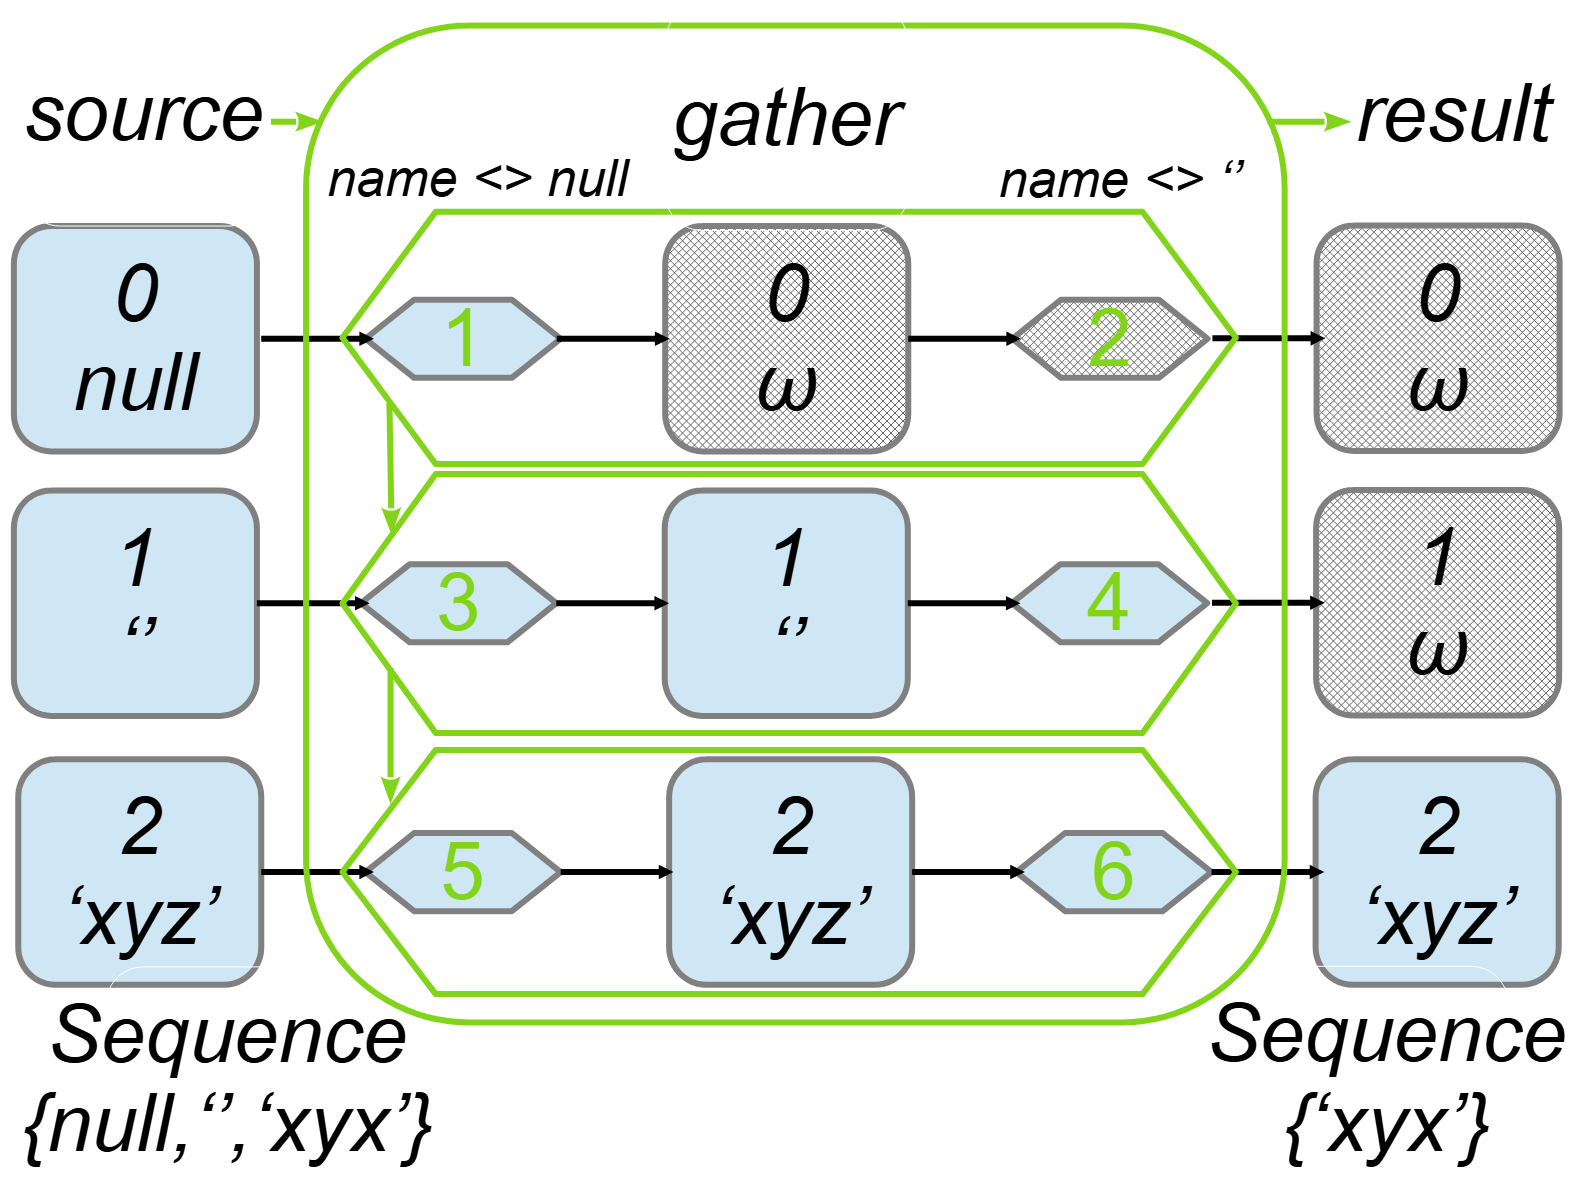 source gather result
name <> null name <> ‘’
0 0 0
null 1 ω 2 ω
1 1 1
‘’ 3 ‘’ 4 ω
2 2 2
‘xyz’ 5 ‘xyz’ 6 ‘xyz’
Sequence Sequence
{null,‘’,‘xyx’} {‘xyx’}